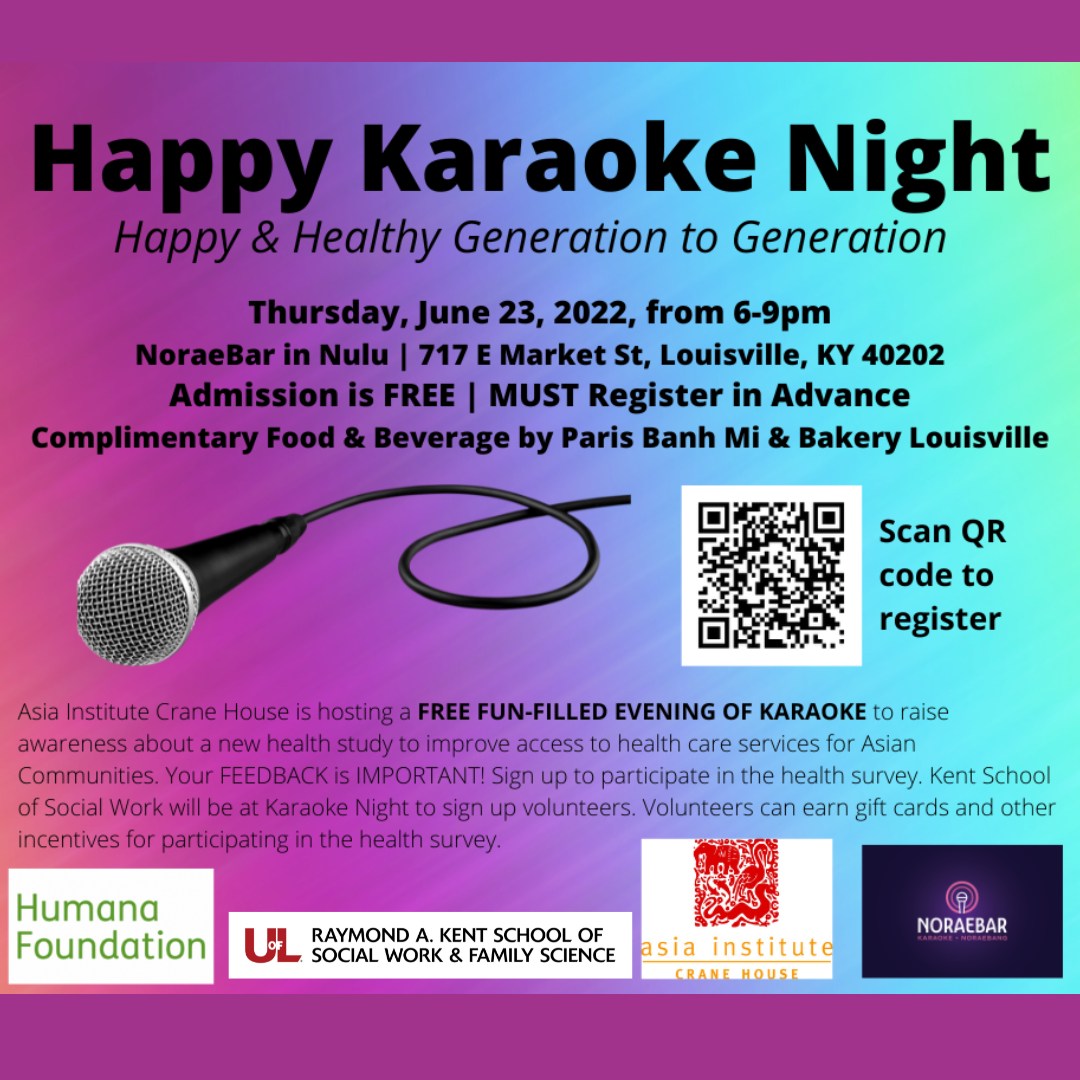 Happy Karaoke Night
Happy & Healthy Generation to Generation
Thursday, June 23, 2022, from 6-9pm
NoraeBar in Nulu | 717 E Market St, Louisville, KY 40202
Admission is FREE | MUST Register in Advance
Complimentary Food & Beverage by Paris Banh Mi & Bakery Louisville
Scan QR
code to
register
Asia Institute Crane House is hosting a FREE FUN-FILLED EVENING OF KARAOKE to raise
awareness about a new health study to improve access to health care services for Asian
Communities. Your FEEDBACK is IMPORTANT! Sign up to participate in the health survey. Kent School
of Social Work will be at Karaoke Night to sign up volunteers. Volunteers can earn gift cards and other
incentives for participating in the health survey.
Humana
Foundation
UofL
RAYMOND A. KENT SCHOOL OF
SOCIAL WORK & FAMILY SCIENCE
asia institute
CRANE HOUSE
NORAEBAR
KARAOKE • NORAEBANG